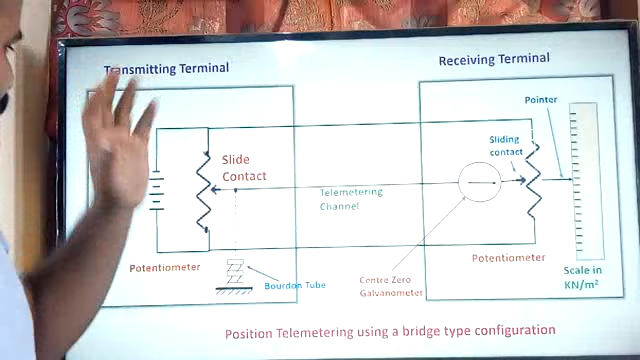 Transmitting Terminal
Receiving Terminal
Pointer
Sliding
contact
Slide
Contact
Telemetering
Channel
Potentiometer
Bourdon Tube
Centre Zero
Galvanometer
Potentiometer
Scale in
KN/m²
Position Telemetering using a bridge type configuration